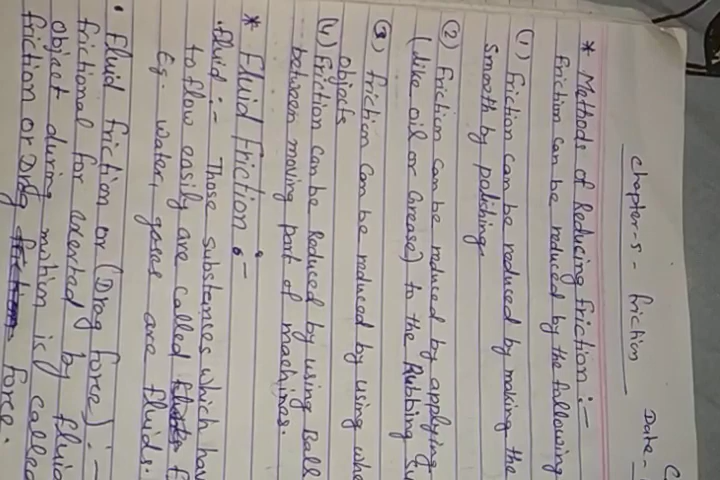 Date-
Chapter-5- friction
* Methods of Reducing friction :-
friction can be reduced by the following
(1) friction can be reduced by making the
smooth by polishing.
(2) friction can be reduced by applying
(like oil or Grease) to the Rubbing
(3) friction can be reduced by using
objects
(4) friction can be Reduced by using Ball
between moving part of machines.
* fluid friction :-
fluid :- Those substances which
to flow easily are called
Eg. water, gases are fluids.
• fluid friction or (Drag force) :-
frictional for exerted by
object during motion is called
friction or Drag friction force.